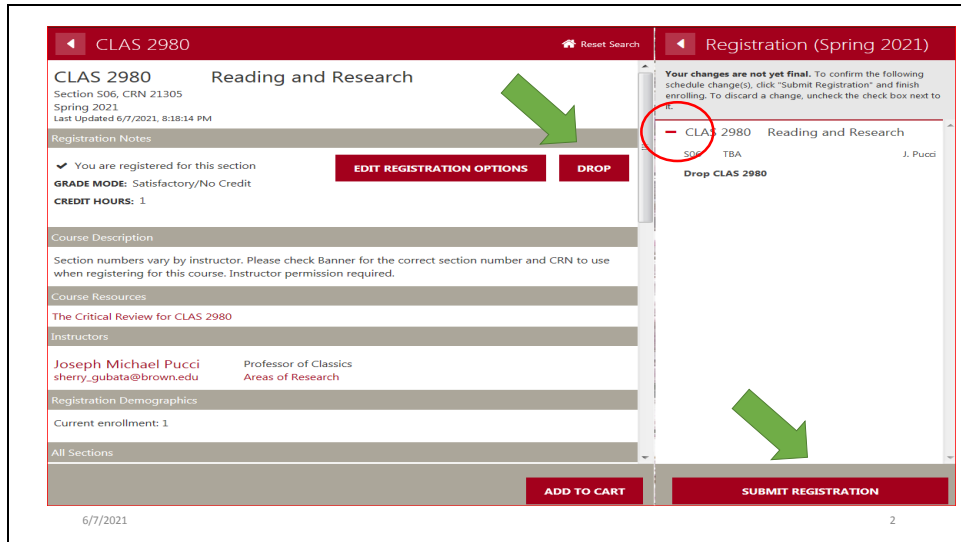 CLAS 2980
Reset Search
CLAS 2980 Reading and Research
Section S06, CRN 21305
Spring 2021
Last Updated 6/7/2021, 8:18:14 PM
Registration Notes
You are registered for this section
GRADE MODE: Satisfactory/No Credit
CREDIT HOURS: 1
EDIT REGISTRATION OPTIONS
DROP
Course Description
Section numbers vary by instructor. Please check Banner for the correct section number and CRN to use
when registering for this course. Instructor permission required.
Course Resources
The Critical Review for CLAS 2980
Instructors
Joseph Michael Pucci Professor of Classics
sherry_gubata@brown.edu Areas of Research
Registration Demographics
Current enrollment: 1
All Sections
ADD TO CART
Registration (Spring 2021)
Your changes are not yet final. To confirm the following
schedule change(s), click "Submit Registration" and finish
enrolling. To discard a change, uncheck the check box next to
it.
CLAS 2980 Reading and Research
S06 TBA J. Pucci
Drop CLAS 2980
SUBMIT REGISTRATION
6/7/2021 2